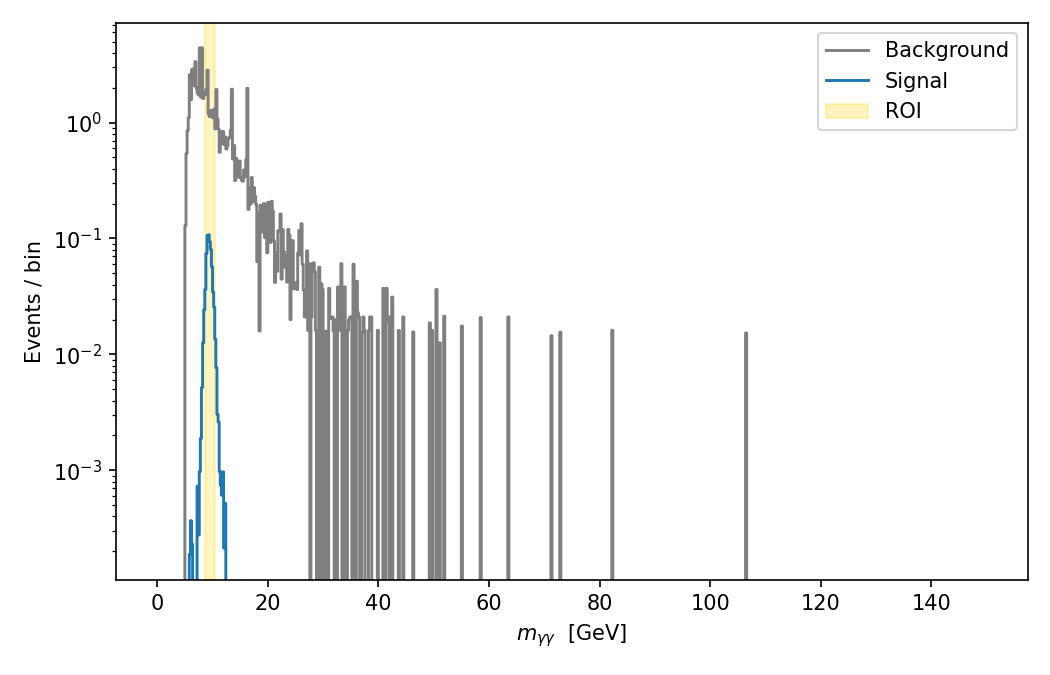 Background
Signal
ROI
10⁰
10⁻¹
10⁻²
10⁻³
Events / bin
0 20 40 60 80 100 120 140
m_γγ [GeV]